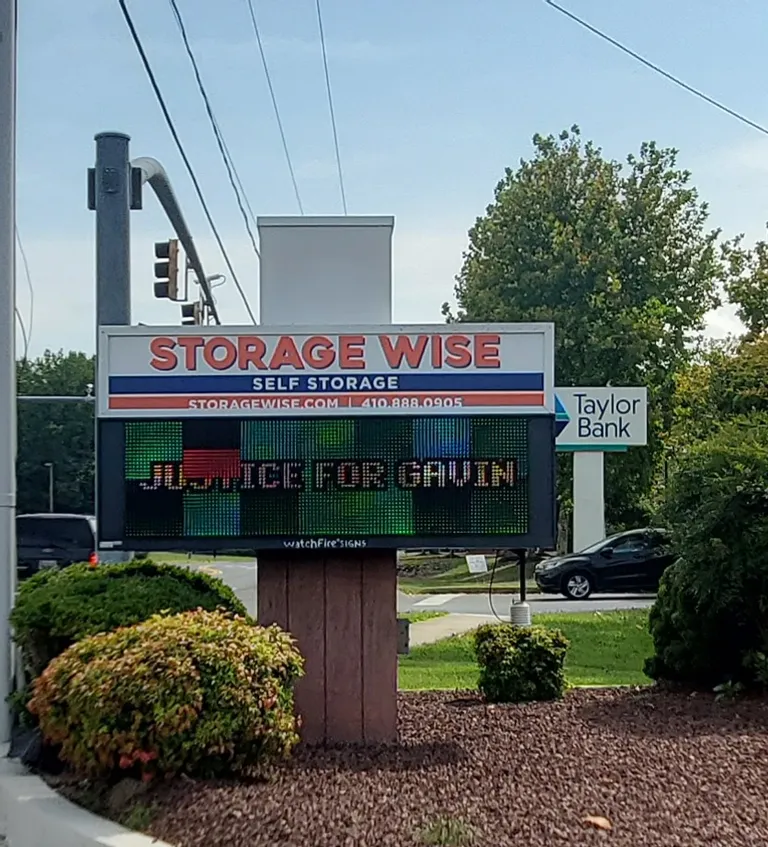 STORAGE WISE
SELF STORAGE
STORAGEWISE.COM | 410.888.0905
JUSTICE FOR GAVIN
WATCHFIRE SIGNS
Taylor
Bank